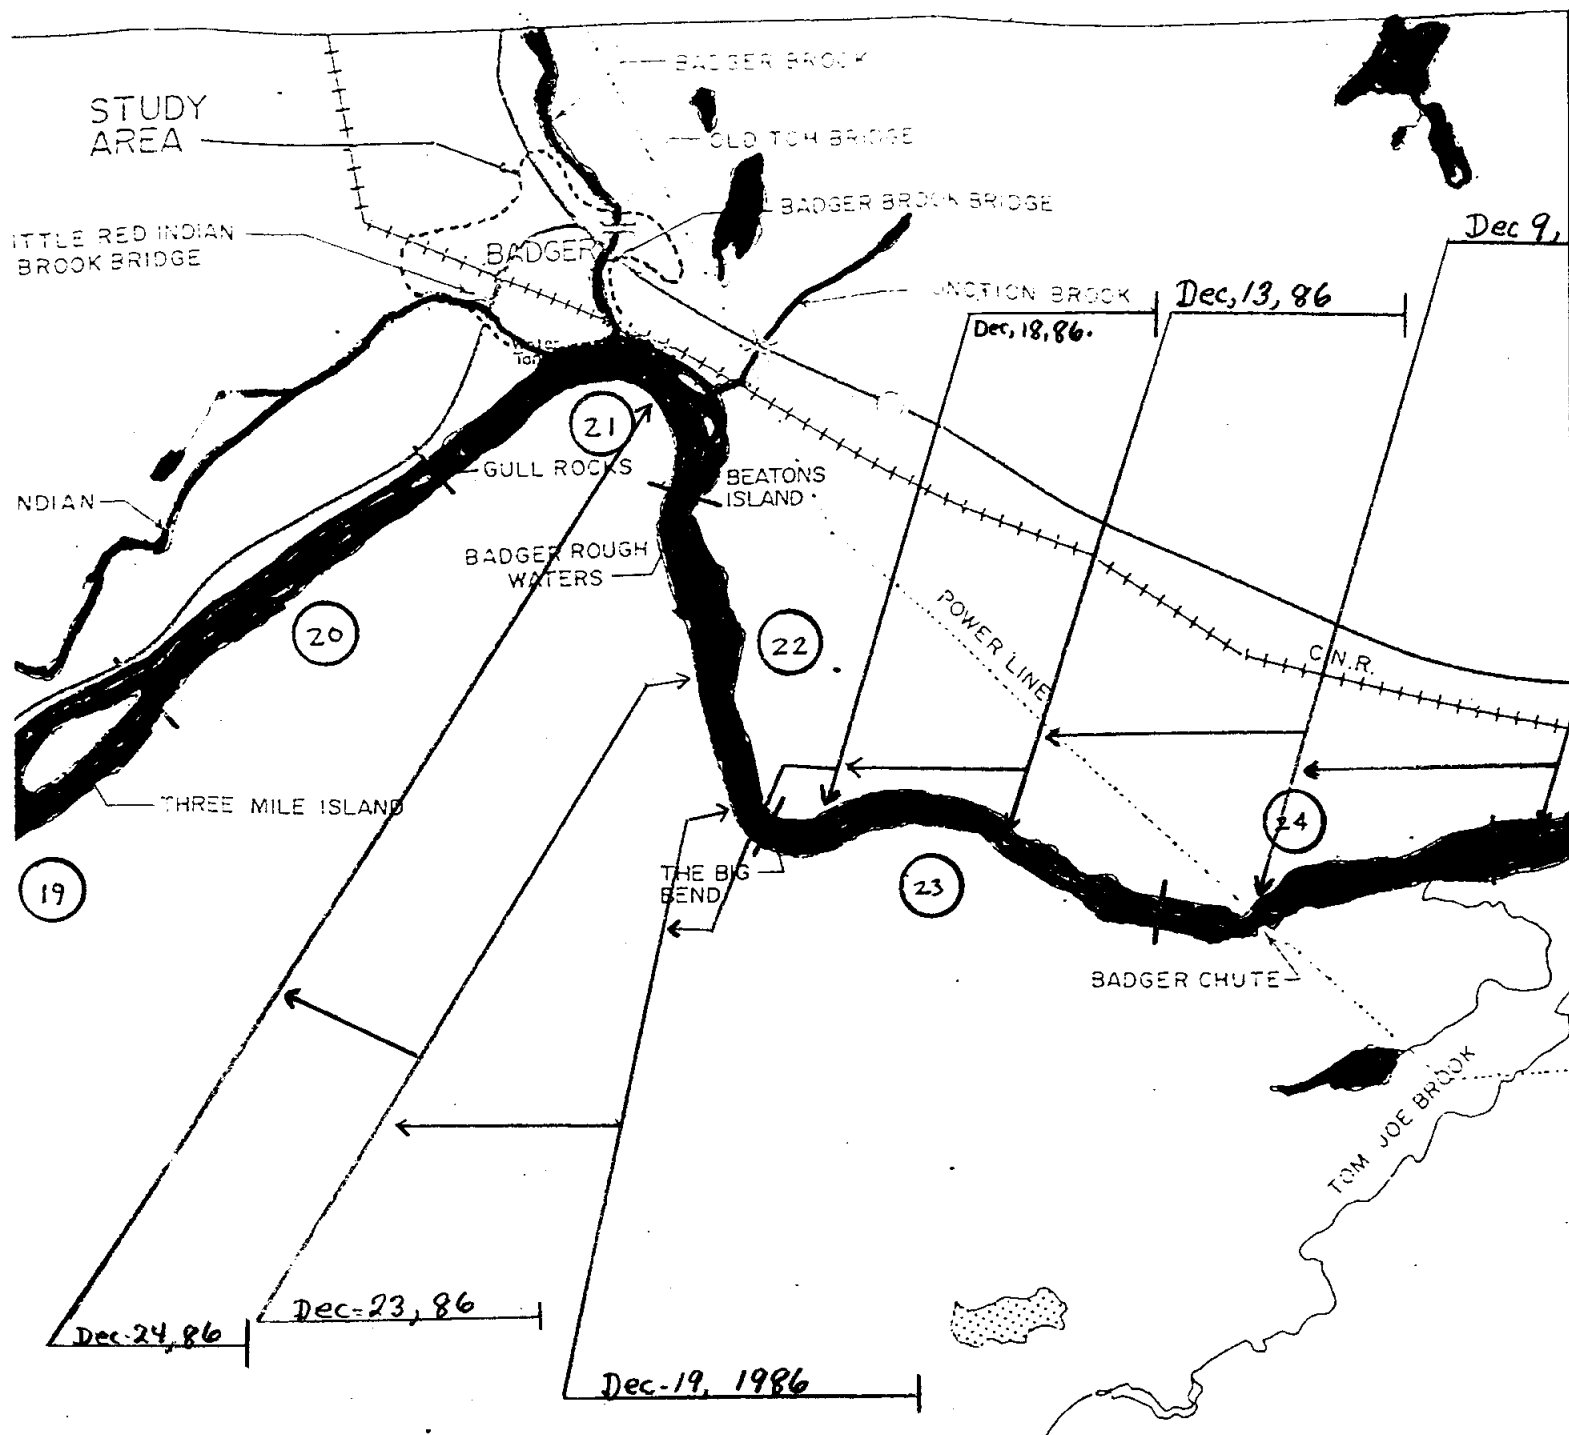 BADGER BROOK
STUDY
AREA
OLD TCH BRIDGE
BADGER BROOK BRIDGE
Dec 9,
ITTLE RED INDIAN
BROOK BRIDGE
BADGER
UNCTION BROOK
Dec, 13, 86
Dec, 18, 86.
Water
21
GULL ROCKS
BEATONS
ISLAND
NDIAN
BADGER ROUGH
WATERS
20
22
POWER LINE
C.N.R.
THREE MILE ISLAND
24
19
THE BIG
BEND
23
BADGER CHUTE
TOM JOE BROOK
Dec-23, 86
Dec-24, 86
Dec-19, 1986